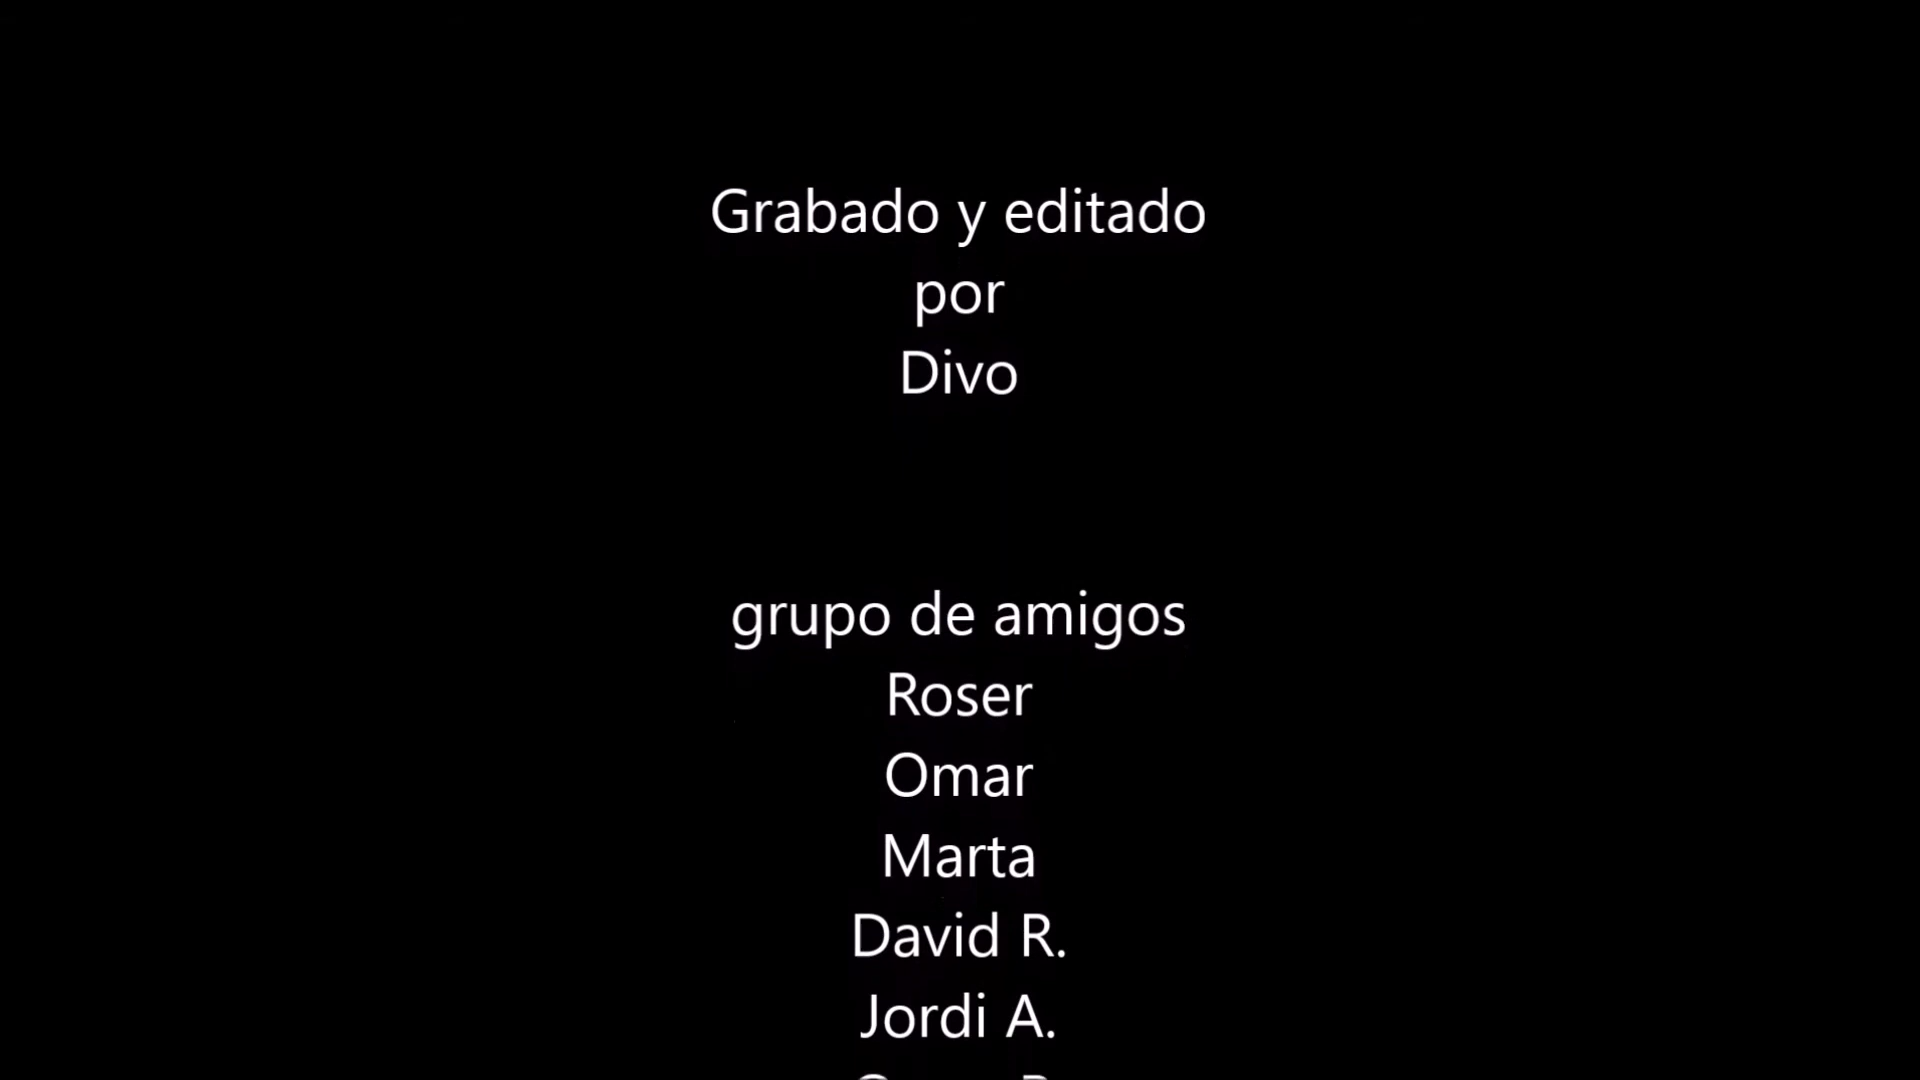 Grabado y editado
por
Divo
grupo de amigos
Roser
Omar
Marta
David R.
Jordi A.